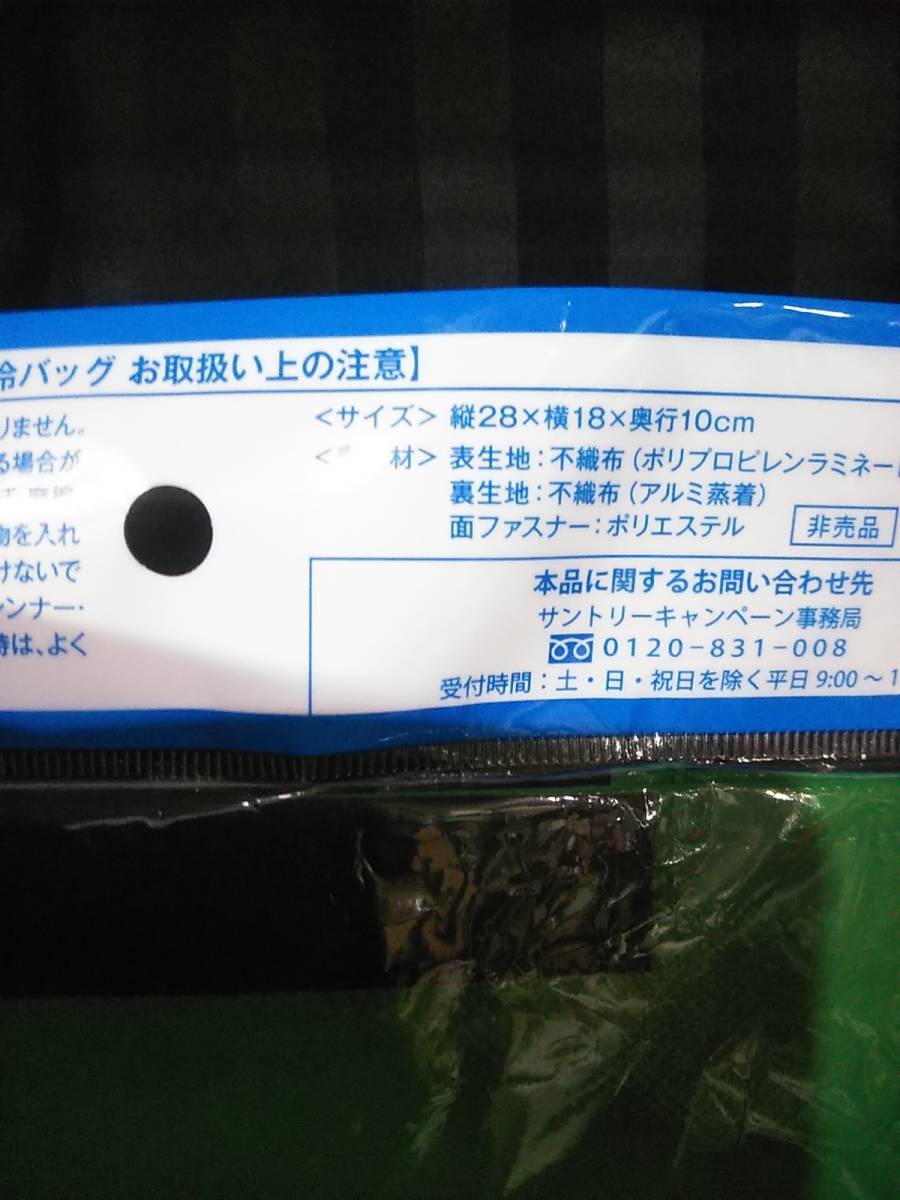 冷バッグ お取扱い上の注意】
りません。
る場合が
物を入れ
けないで
ンナー・
時は、よく
＜サイズ＞ 縦28×横18×奥行10cm
材＞ 表生地：不織布（ポリプロピレンラミネー
裏生地：不織布（アルミ蒸着）
面ファスナー：ポリエステル
非売品
本品に関するお問い合わせ先
サントリーキャンペーン事務局
0120-831-008
受付時間：土・日・祝日を除く平日 9:00～1